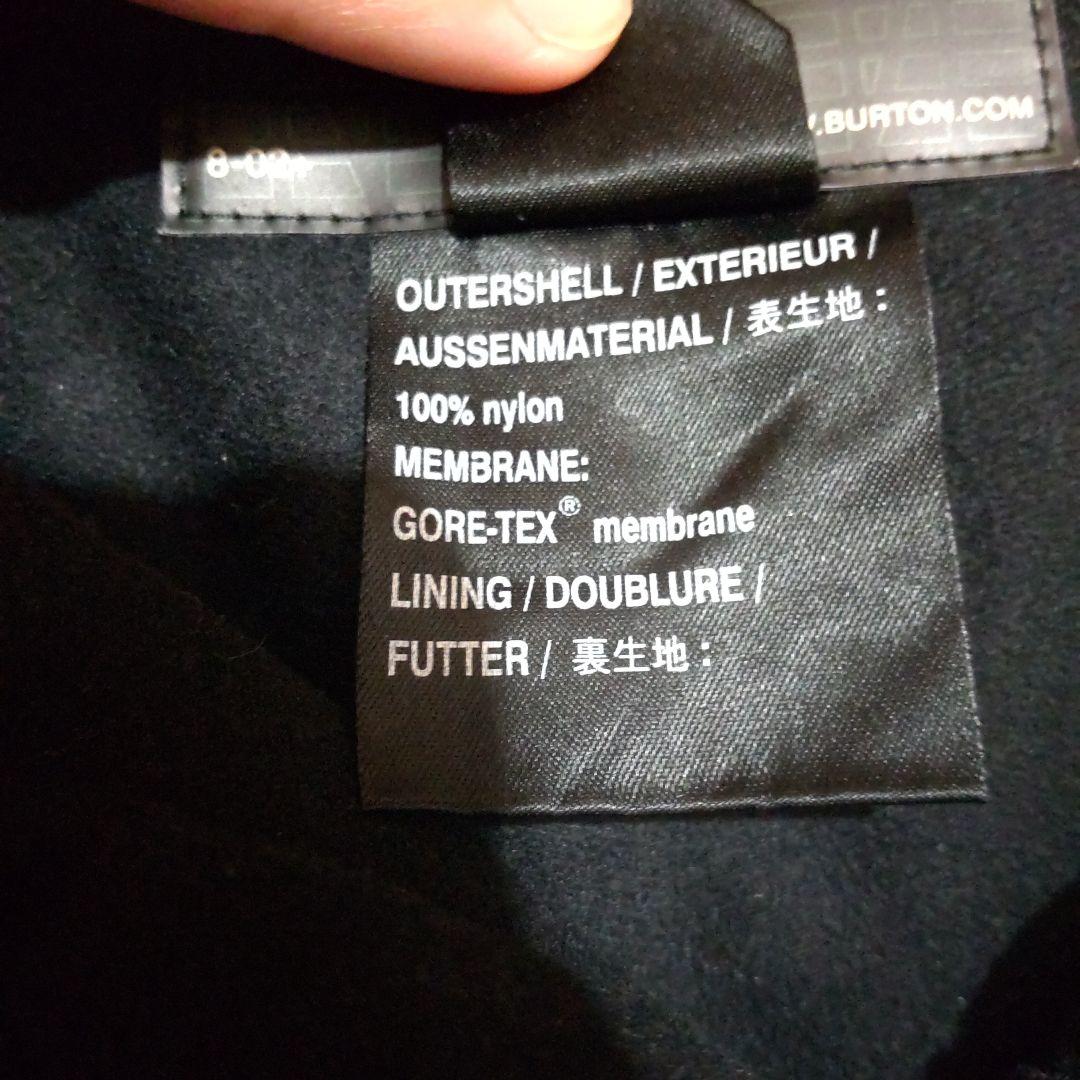 .BURTON.COM
OUTERSHELL / EXTERIEUR /
AUSSENMATERIAL / 表生地：
100% nylon
MEMBRANE:
GORE-TEX® membrane
LINING / DOUBLURE /
FUTTER / 裏生地：